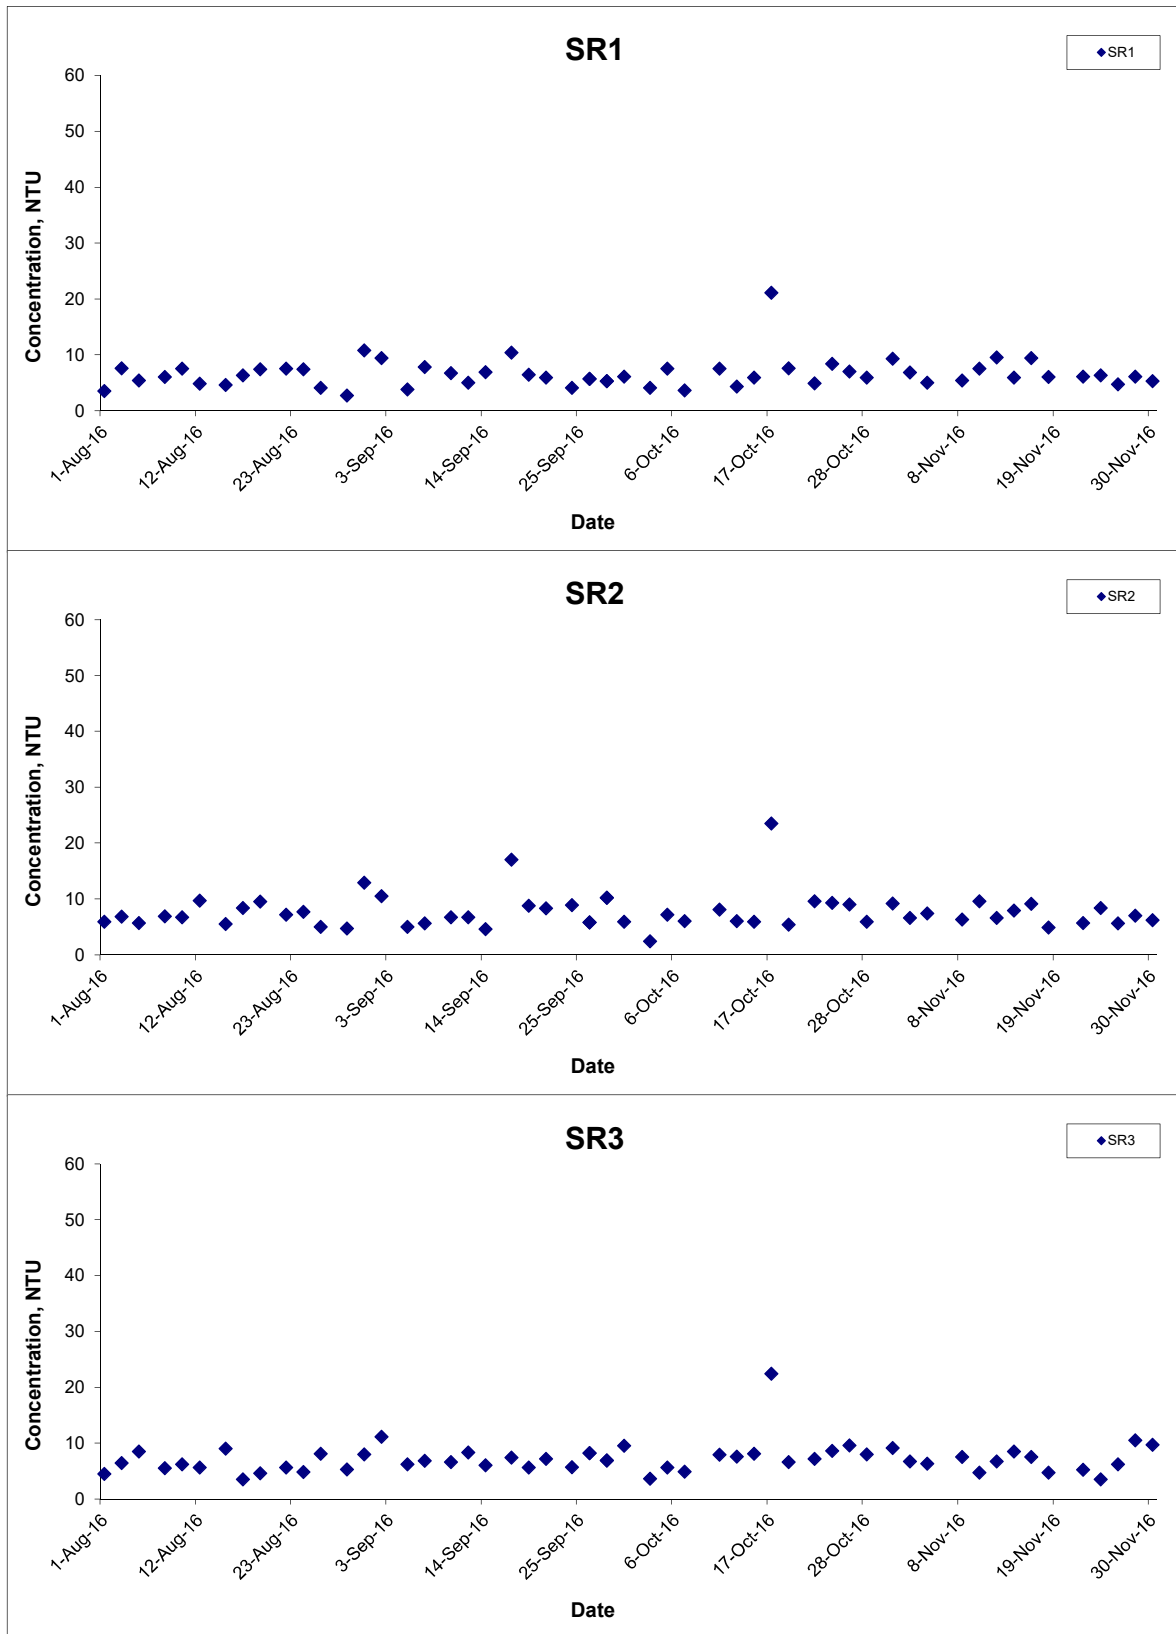 SR1
SR1
60
50
40
30
20
10
0
Concentration, NTU
1-Aug-16
12-Aug-16
23-Aug-16
3-Sep-16
14-Sep-16
25-Sep-16
6-Oct-16
17-Oct-16
28-Oct-16
8-Nov-16
19-Nov-16
30-Nov-16
Date
SR2
SR2
60
50
40
30
20
10
0
Concentration, NTU
1-Aug-16
12-Aug-16
23-Aug-16
3-Sep-16
14-Sep-16
25-Sep-16
6-Oct-16
17-Oct-16
28-Oct-16
8-Nov-16
19-Nov-16
30-Nov-16
Date
SR3
SR3
60
50
40
30
20
10
0
Concentration, NTU
1-Aug-16
12-Aug-16
23-Aug-16
3-Sep-16
14-Sep-16
25-Sep-16
6-Oct-16
17-Oct-16
28-Oct-16
8-Nov-16
19-Nov-16
30-Nov-16
Date